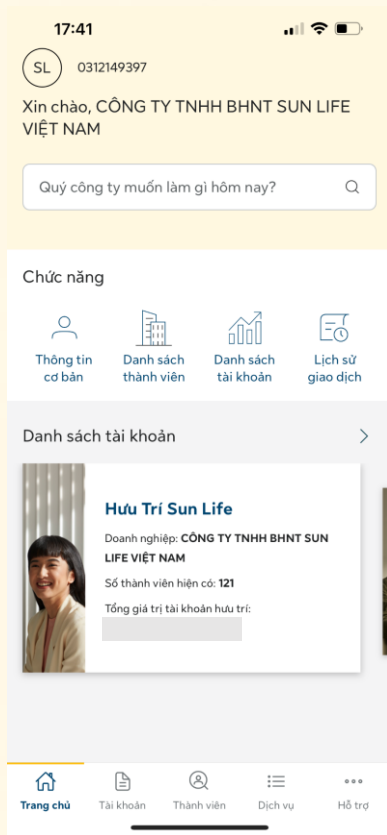 17:41
SL 0312149397
Xin chào, CÔNG TY TNHH BHNT SUN LIFE
VIỆT NAM
Quý công ty muốn làm gì hôm nay?
Chức năng
Thông tin cơ bản
Danh sách thành viên
Danh sách tài khoản
Lịch sử giao dịch
Danh sách tài khoản
Hưu Trí Sun Life
Doanh nghiệp: CÔNG TY TNHH BHNT SUN
LIFE VIỆT NAM
Số thành viên hiện có: 121
Tổng giá trị tài khoản hưu trí:
Trang chủ Tài khoản Thành viên Dịch vụ Hỗ trợ